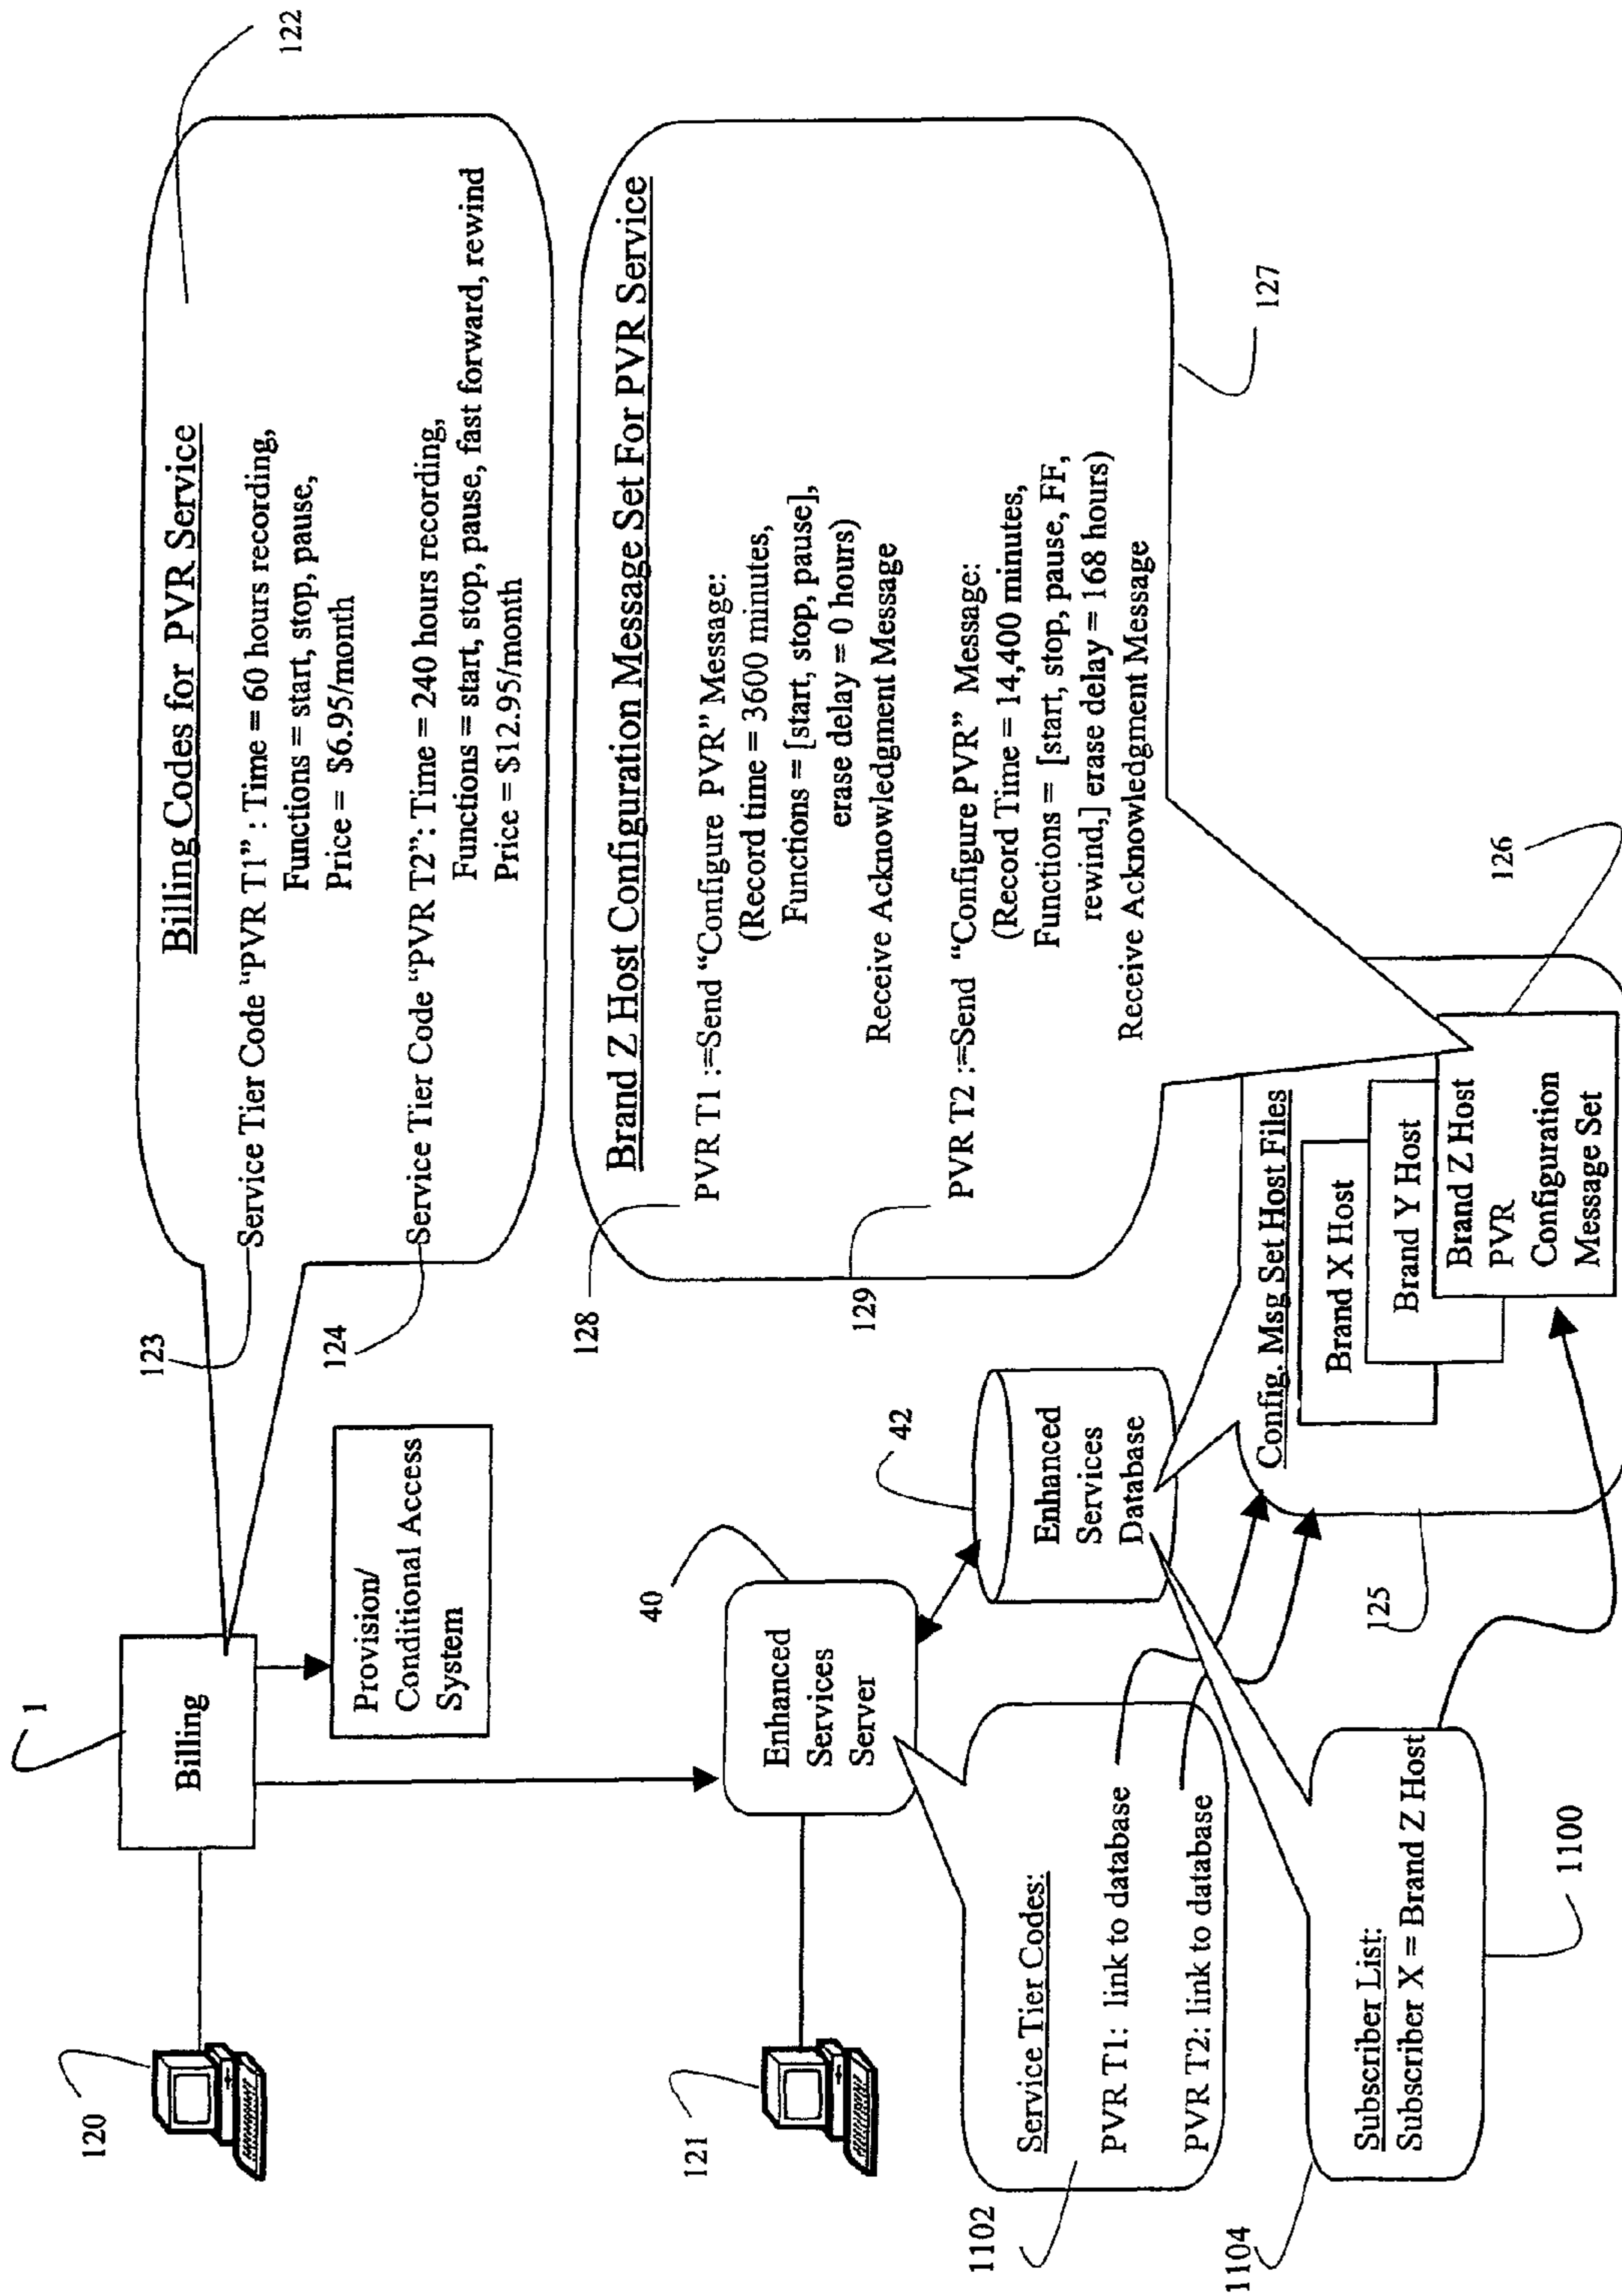 122
Billing Codes for PVR Service
123
Service Tier Code “PVR T1”: Time = 60 hours recording,
Functions = start, stop, pause,
Price = $6.95/month
124
Service Tier Code “PVR T2”: Time = 240 hours recording,
Functions = start, stop, pause, fast forward, rewind
Price = $12.95/month
Brand Z Host Configuration Message Set For PVR Service
128
PVR T1 :=Send “Configure PVR” Message:
(Record time = 3600 minutes,
Functions = [start, stop, pause],
erase delay = 0 hours)
Receive Acknowledgment Message
129
PVR T2 :=Send “Configure PVR” Message:
(Record Time = 14,400 minutes,
Functions = [start, stop, pause, FF,
rewind,] erase delay = 168 hours)
Receive Acknowledgment Message
127
1
Billing
Provision/
Conditional Access
System
120
121
40
Enhanced
Services
Server
42
Enhanced
Services
Database
1102
Service Tier Codes:
PVR T1: link to database
PVR T2: link to database
1104
Subscriber List:
Subscriber X = Brand Z Host
1100
125
Config. Msg Set Host Files
Brand X Host
Brand Y Host
Brand Z Host
PVR
Configuration
Message Set
126